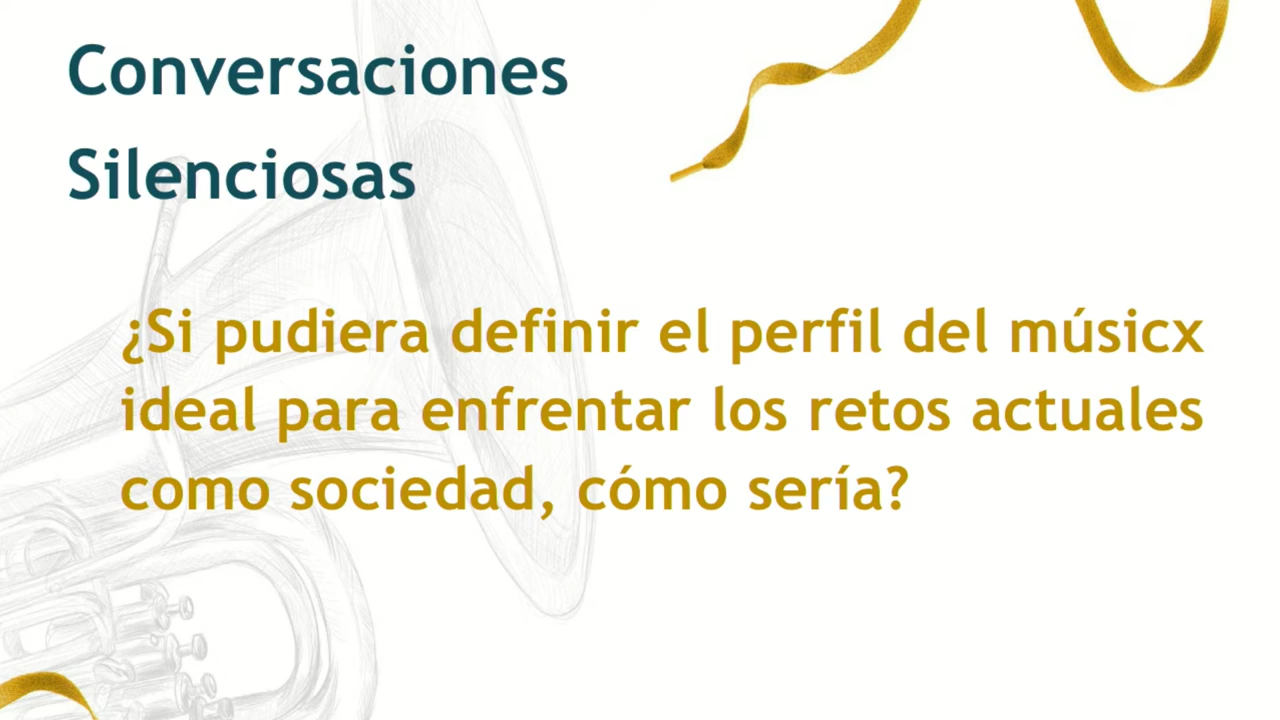 Conversaciones
Silenciosas
¿Si pudiera definir el perfil del músicx
ideal para enfrentar los retos actuales
como sociedad, cómo sería?